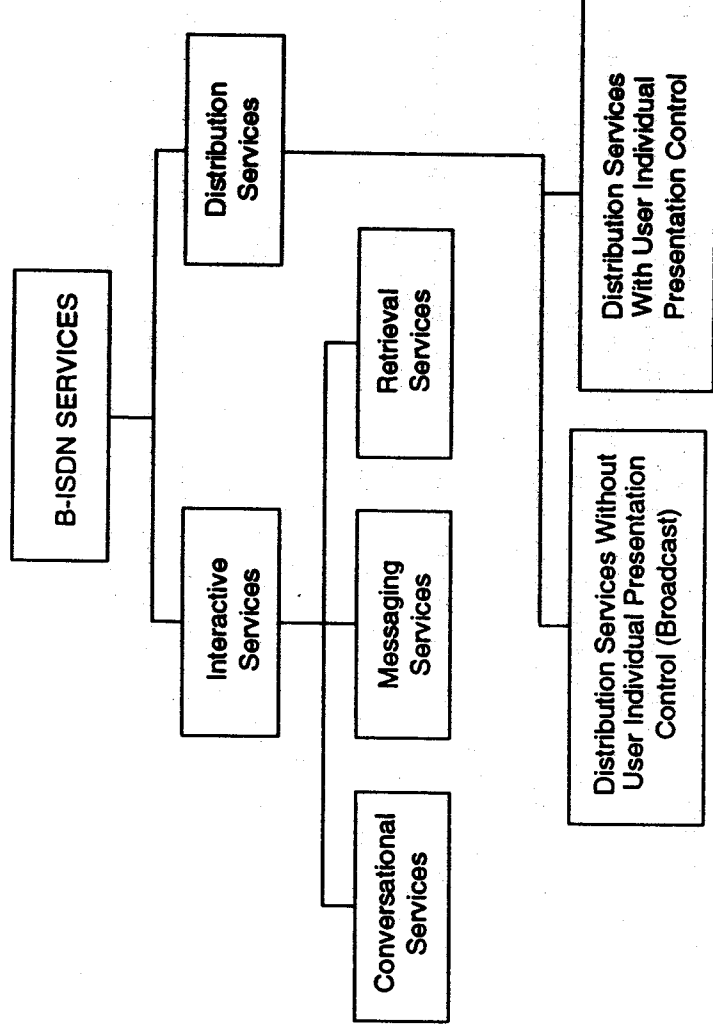 B-ISDN SERVICES
Interactive
Services
Distribution
Services
Conversational
Services
Messaging
Services
Retrieval
Services
Distribution Services Without
User Individual Presentation
Control (Broadcast)
Distribution Services
With User Individual
Presentation Control